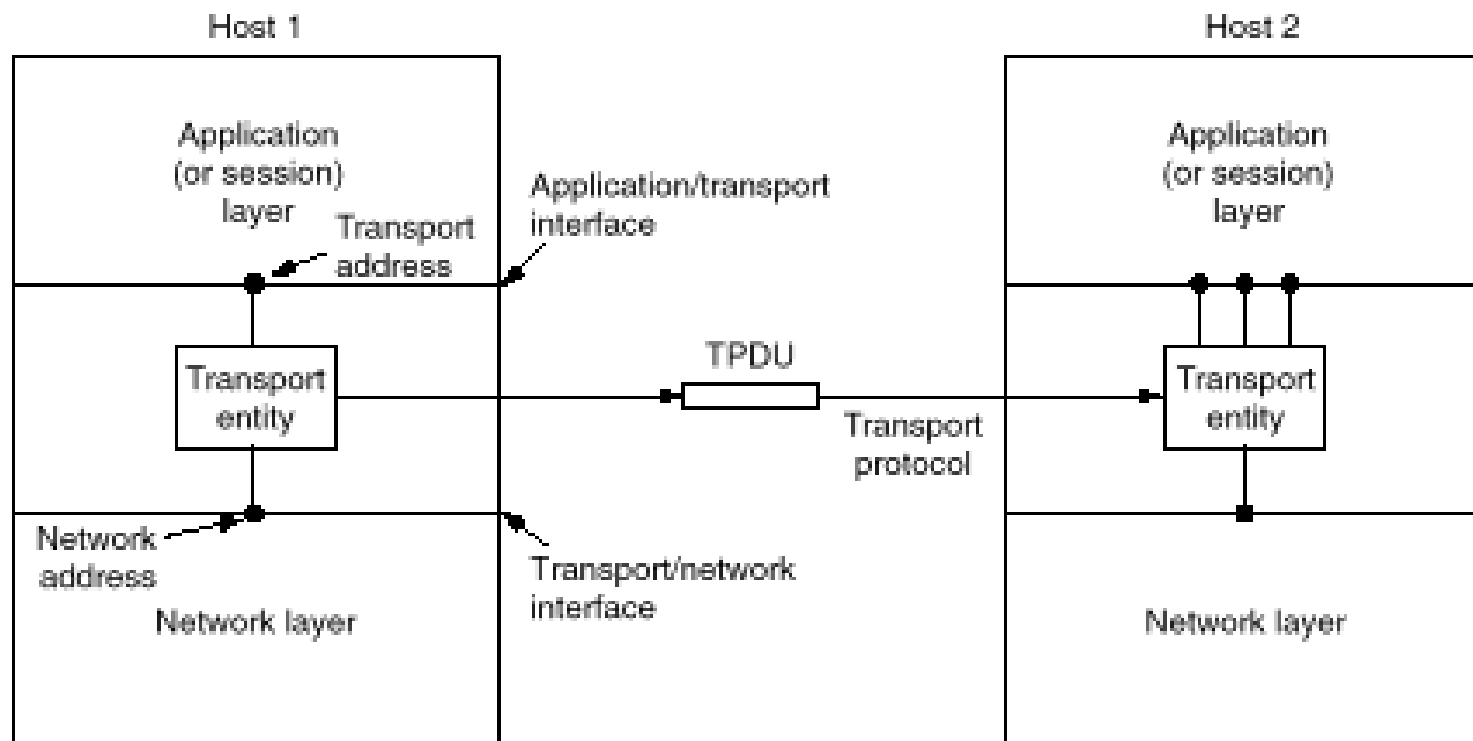 Host 1
Host 2
Application
(or session)
layer
Transport
address
Application/transport
interface
Application
(or session)
layer
Transport
entity
TPDU
Transport
protocol
Transport
entity
Network
address
Transport/network
interface
Network layer
Network layer